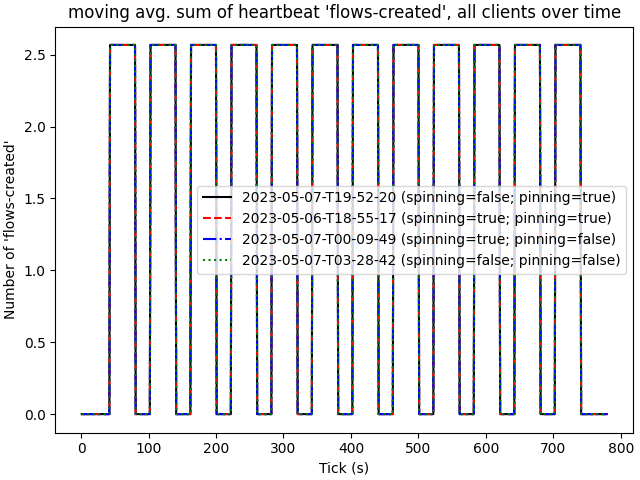 moving avg. sum of heartbeat 'flows-created', all clients over time
Number of 'flows-created'
2.5
2.0
1.5
1.0
0.5
0.0
2023-05-07-T19-52-20 (spinning=false; pinning=true)
2023-05-06-T18-55-17 (spinning=true; pinning=true)
2023-05-07-T00-09-49 (spinning=true; pinning=false)
2023-05-07-T03-28-42 (spinning=false; pinning=false)
0 100 200 300 400 500 600 700 800
Tick (s)